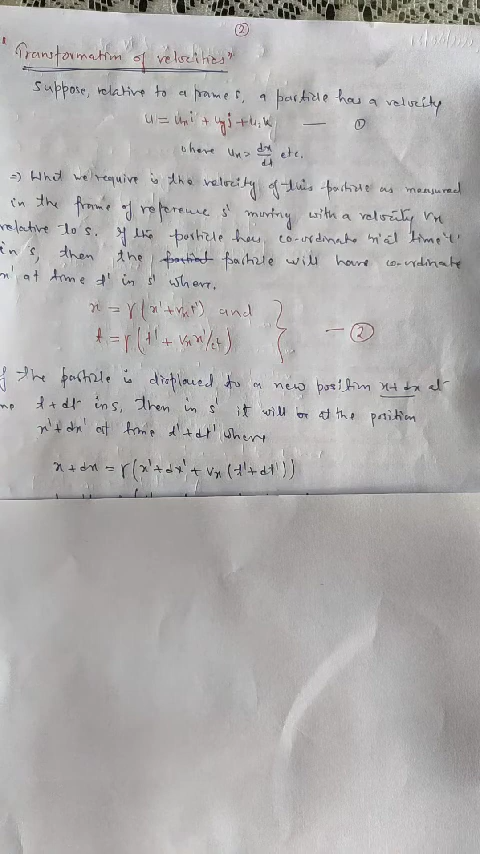 ②
"Transformation of velocities"
Suppose, relative to a frame s, a particle has a velocity
u = uₓi + u_yj + u_zk — ①
where uₓ = dx/dt etc.
⇒ What we require is the velocity of this particle as measured
in the frame of reference s' moving with a velocity vₓ
relative to s. If the particle has co-ordinate x at time 't'
in s, then the particle will have co-ordinate
x' at time t' in s' where,
x = γ(x' + vₓt') and
t = γ(t' + vₓx'/c²) } — ②
If the particle is displaced to a new position x + dx at
t + dt in s, then in s' it will be at the position
x' + dx' at time t' + dt' where
x + dx = γ(x' + dx' + vₓ(t' + dt'))